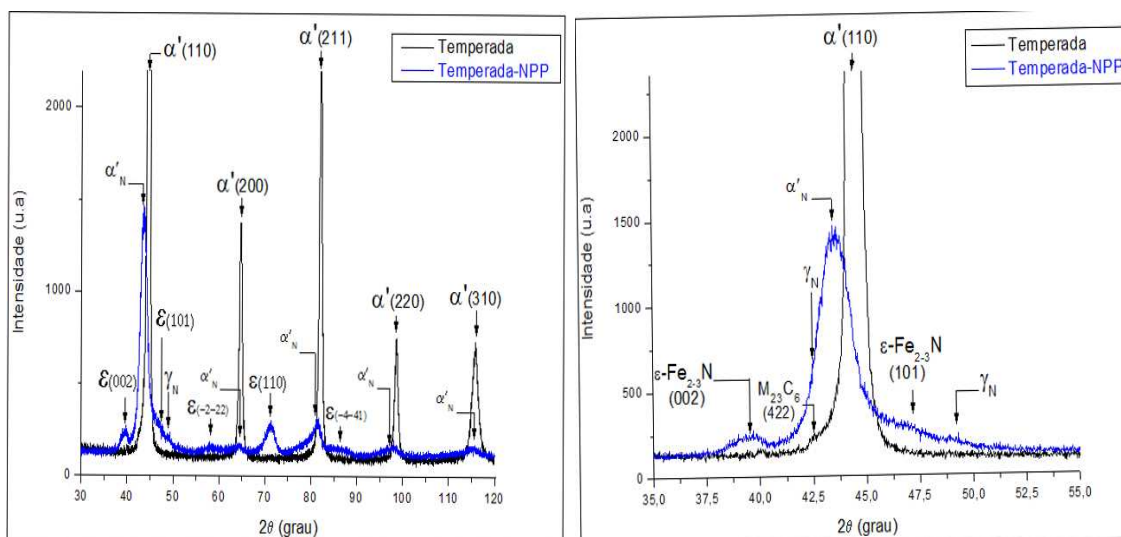 α'(110)
α'(211)
Temperada
Temperada-NPP
2000
α'N
α'(200)
1000
ε(101)
α'(220)
α'(310)
ε(002)
γN
α'N
ε(110)
α'N
α'N
α'N
ε(-2-22)
ε(-4-41)
0
30 40 50 60 70 80 90 100 110 120
2θ (grau)
Intensidade (u.a)
α'(110)
Temperada
Temperada-NPP
2500
2000
α'N
1500
γN
1000
ε-Fe2-3N
(101)
ε-Fe2-3N
(002)
M23C6
(422)
γN
500
0
35,0 37,5 40,0 42,5 45,0 47,5 50,0 52,5 55,0
2θ (grau)
Intensidade (u.a)